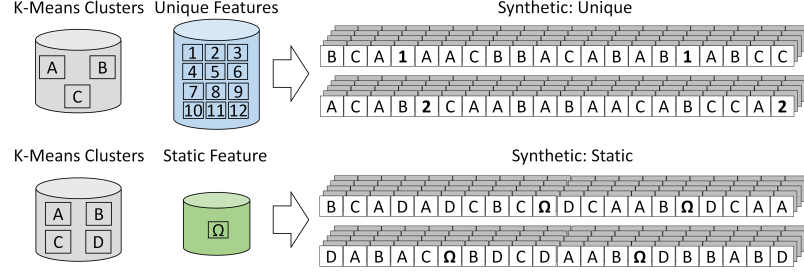 K-Means Clusters Unique Features Synthetic: Unique
A B
C
1 2 3
4 5 6
7 8 9
10 11 12
B C A 1 A A C B B A C A B A B 1 A B C C
A C A B 2 C A A B A B A A C A B C C A 2
K-Means Clusters Static Feature Synthetic: Static
A B
C D
Ω
B C A D A D C B C Ω D C A A B Ω D C A A
D A B A C Ω B D C D A A B Ω D B B A B D